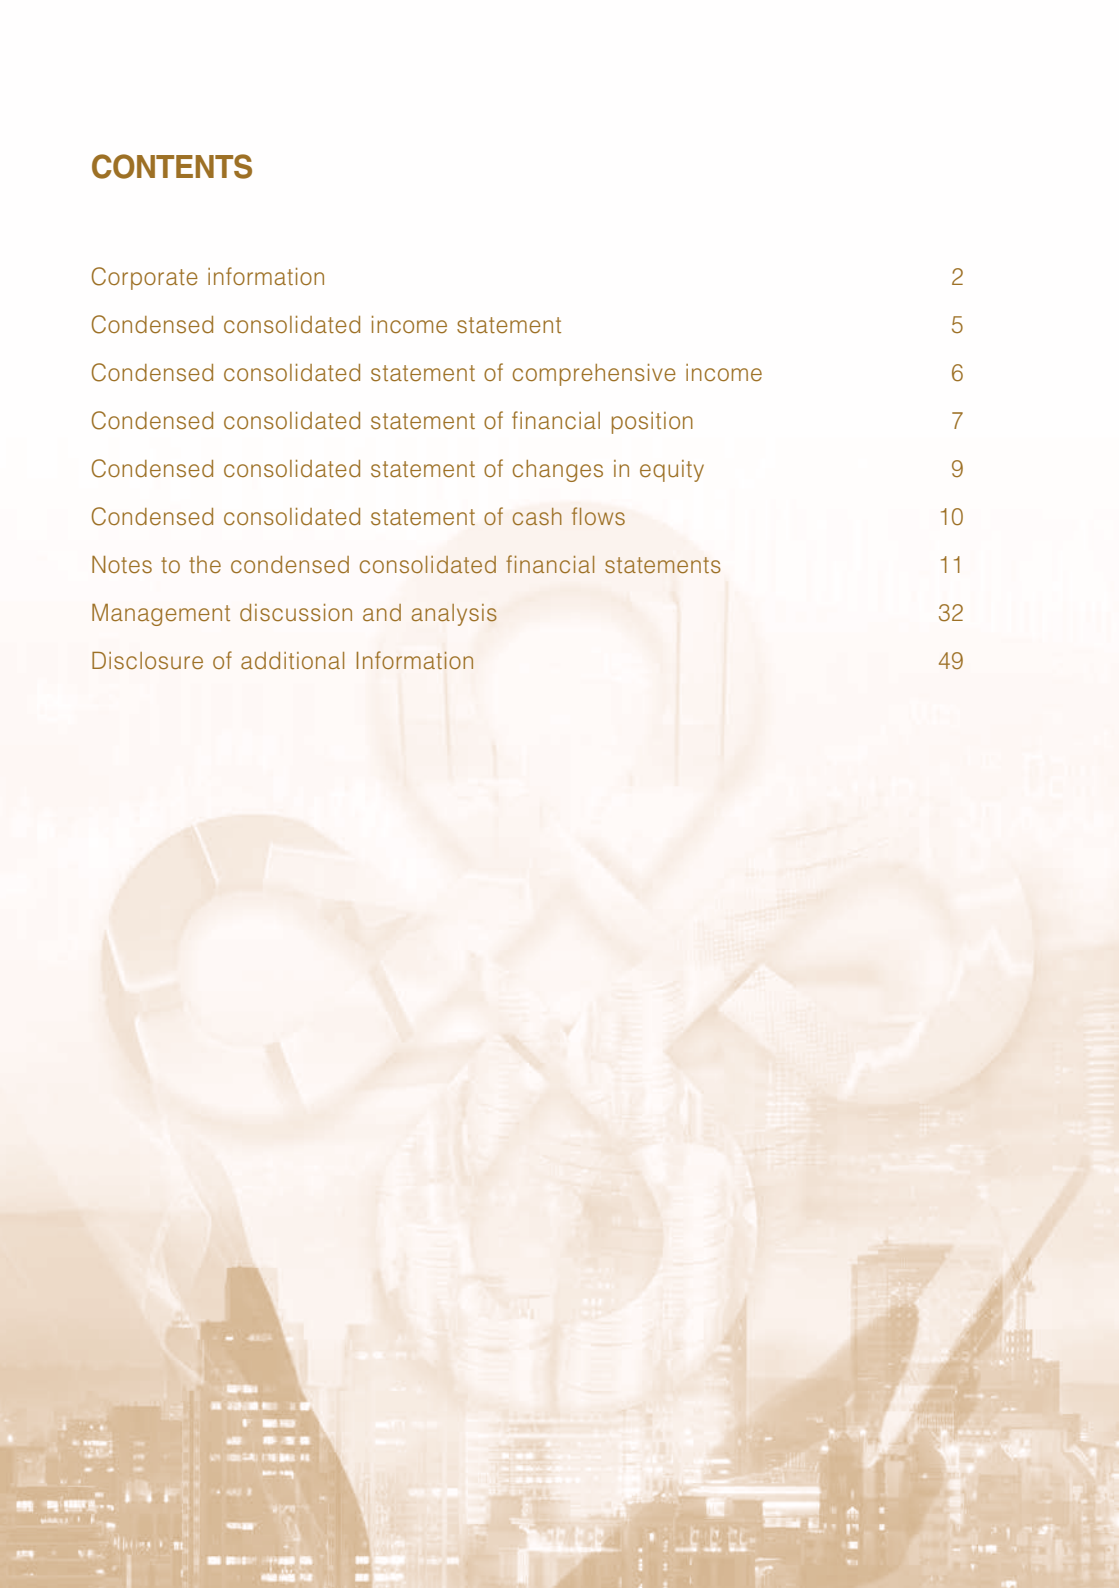 CONTENTS
Corporate information 2
Condensed consolidated income statement 5
Condensed consolidated statement of comprehensive income 6
Condensed consolidated statement of financial position 7
Condensed consolidated statement of changes in equity 9
Condensed consolidated statement of cash flows 10
Notes to the condensed consolidated financial statements 11
Management discussion and analysis 32
Disclosure of additional Information 49